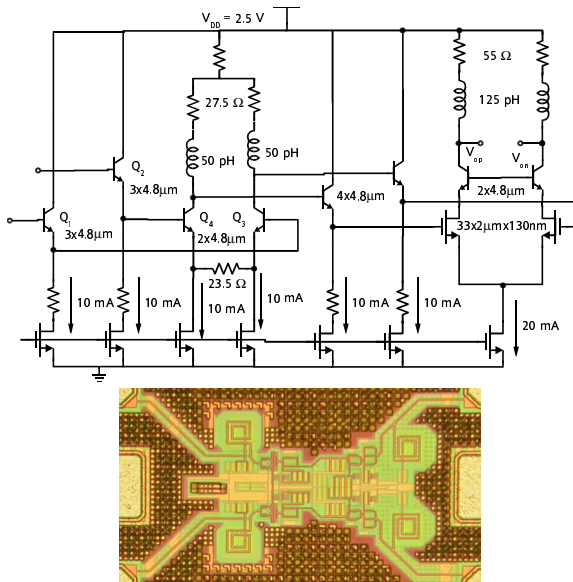 V_DD = 2.5 V
55 Ω
27.5 Ω
125 pH
50 pH
50 pH
V_op
V_on
Q_2
3x4.8μm
4x4.8μm
2x4.8μm
Q_1
Q_4
Q_3
3x4.8μm
2x4.8μm
33x2μmx130nm
23.5 Ω
10 mA
10 mA
10 mA
10 mA
10 mA
10 mA
20 mA